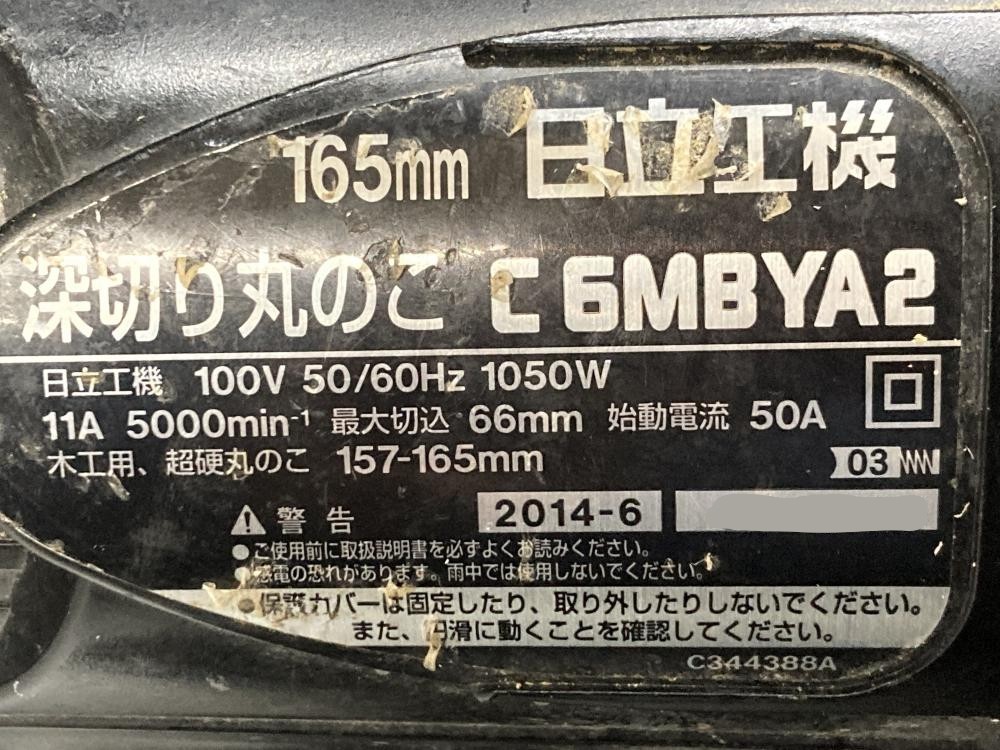 165mm 日立工機
深切り丸のこ C 6MBYA2
日立工機 100V 50/60Hz 1050W
11A 5000min⁻¹ 最大切込 66mm 始動電流 50A
木工用、超硬丸のこ 157-165mm
03
警告 2014-6
●ご使用前に取扱説明書を必ずよくお読みください。
●感電の恐れがあります。雨中では使用しないでください。
●保護カバーは固定したり、取り外したりしないでください。
また、円滑に動くことを確認してください。
C344388A